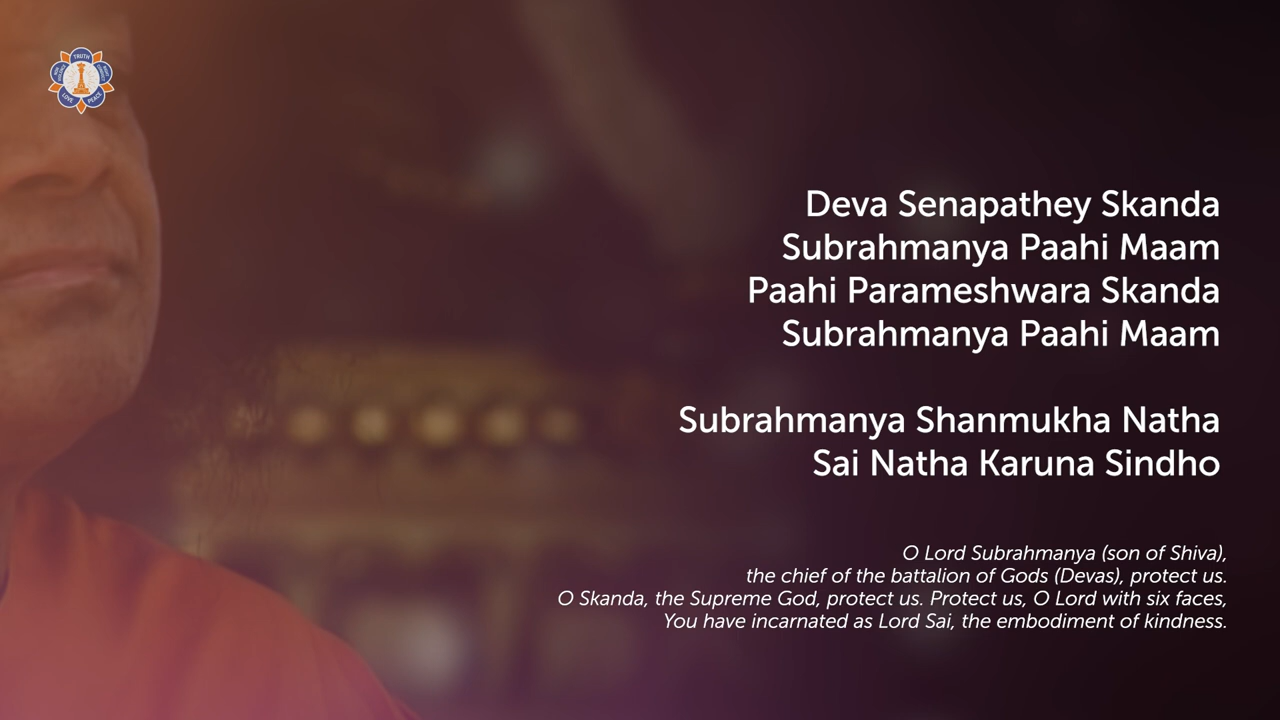 TRUTH
LOVE
PEACE
Deva Senapathey Skanda
Subrahmanya Paahi Maam
Paahi Parameshwara Skanda
Subrahmanya Paahi Maam
Subrahmanya Shanmukha Natha
Sai Natha Karuna Sindho
O Lord Subrahmanya (son of Shiva),
the chief of the battalion of Gods (Devas), protect us.
O Skanda, the Supreme God, protect us. Protect us, O Lord with six faces,
You have incarnated as Lord Sai, the embodiment of kindness.